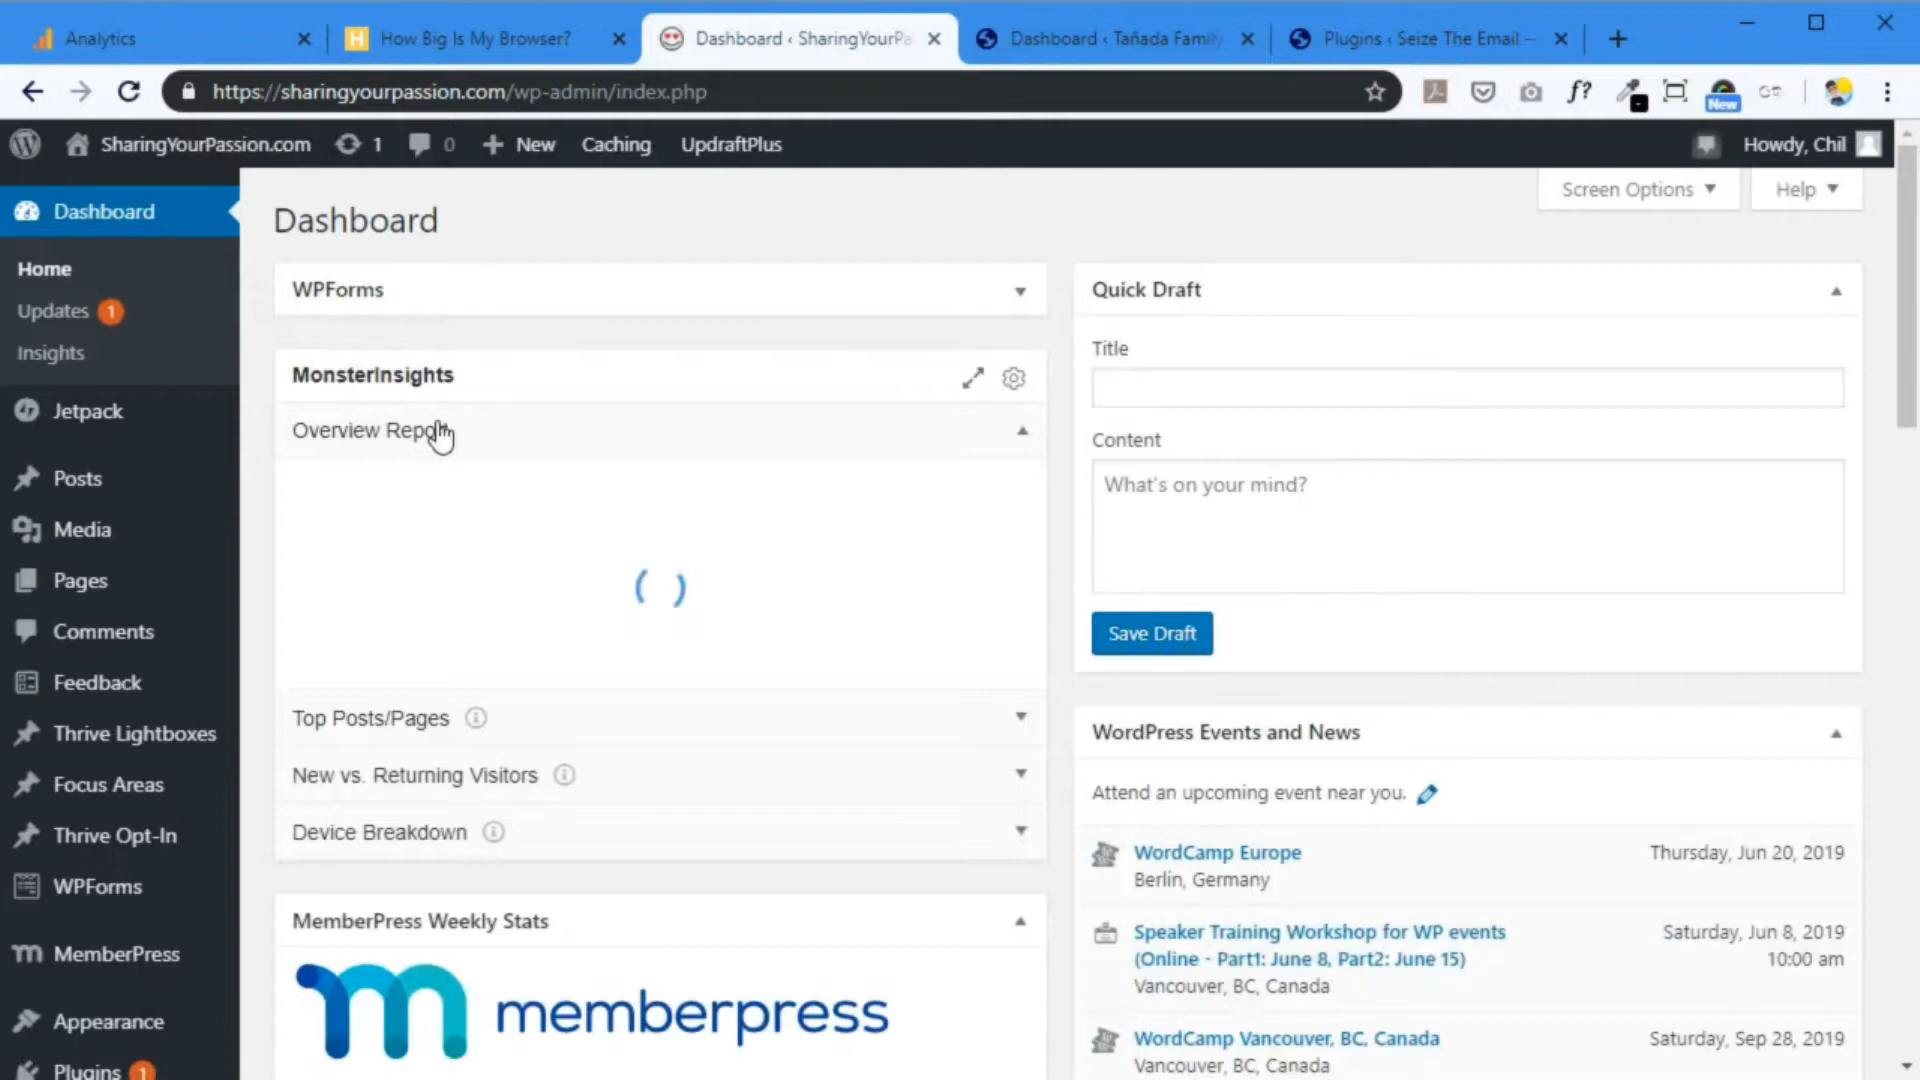 Analytics
How Big Is My Browser?
Dashboard ‹ SharingYourPa
Dashboard ‹ Tañada Family
Plugins ‹ Seize The Email —
https://sharingyourpassion.com/wp-admin/index.php
f?
New
SharingYourPassion.com
1
0
New
Caching
UpdraftPlus
Howdy, Chil
Dashboard
Home
Updates 1
Insights
Jetpack
Posts
Media
Pages
Comments
Feedback
Thrive Lightboxes
Focus Areas
Thrive Opt-In
WPForms
MemberPress
Appearance
Plugins 1
Screen Options
Help
Dashboard
WPForms
MonsterInsights
Overview Report
Top Posts/Pages
New vs. Returning Visitors
Device Breakdown
MemberPress Weekly Stats
memberpress
Quick Draft
Title
Content
What's on your mind?
Save Draft
WordPress Events and News
Attend an upcoming event near you.
WordCamp Europe
Thursday, Jun 20, 2019
Berlin, Germany
Speaker Training Workshop for WP events
Saturday, Jun 8, 2019
(Online - Part1: June 8, Part2: June 15)
10:00 am
Vancouver, BC, Canada
WordCamp Vancouver, BC, Canada
Saturday, Sep 28, 2019
Vancouver, BC, Canada